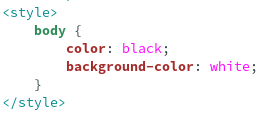 <style>
    body {
        color: black;
        background-color: white;
    }
</style>